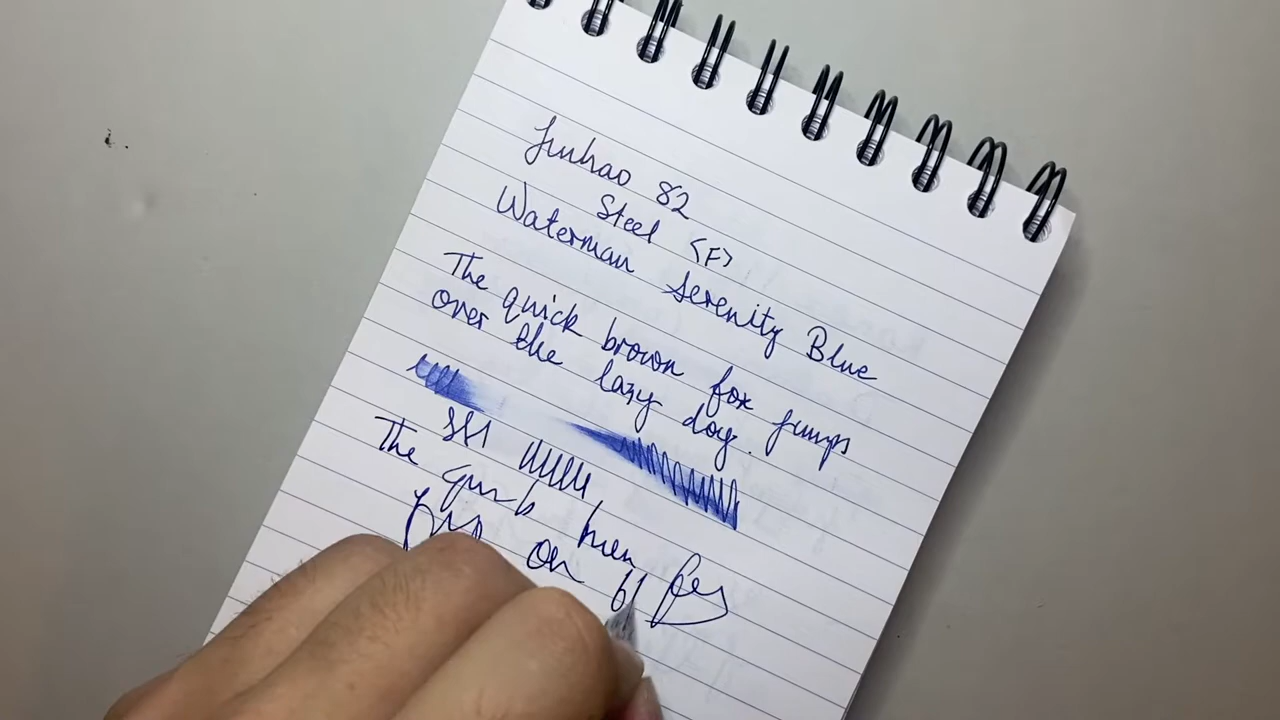 Jinhao 82
Steel <F>
Waterman Serenity Blue
The quick brown fox jumps
over the lazy dog.
The
on